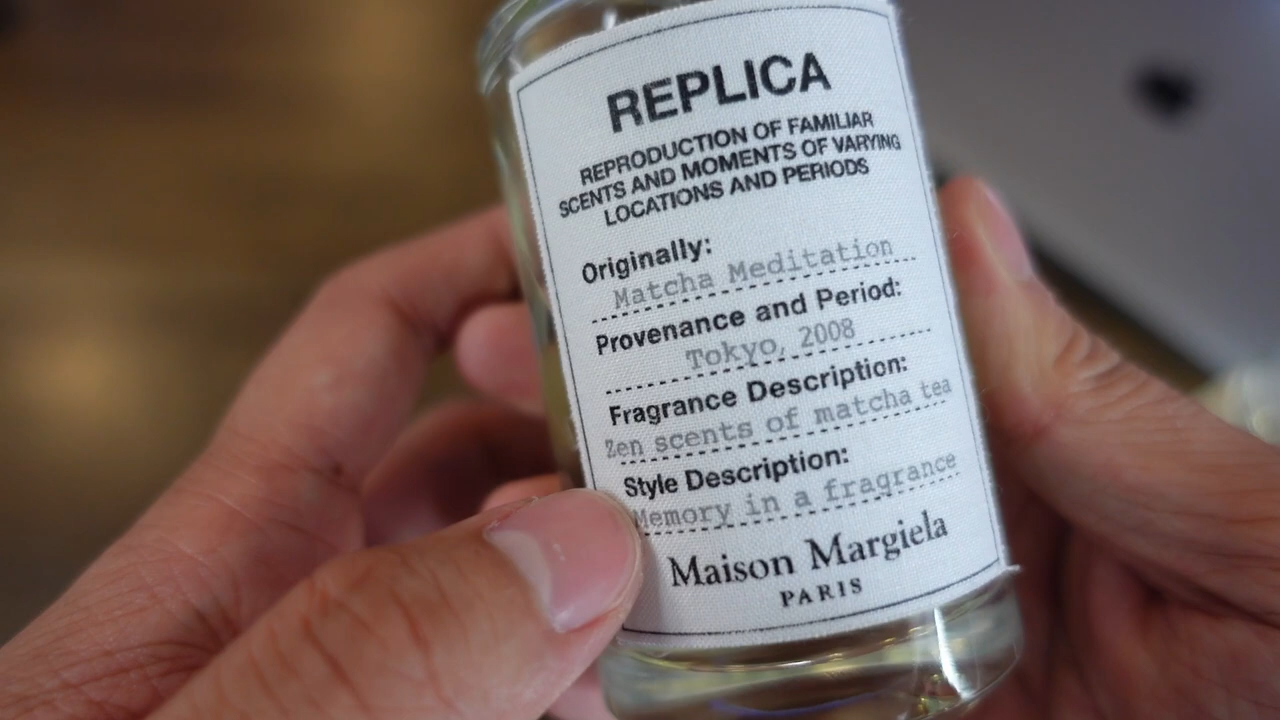 REPLICA
REPRODUCTION OF FAMILIAR
SCENTS AND MOMENTS OF VARYING
LOCATIONS AND PERIODS
Originally:
Matcha Meditation
Provenance and Period:
Tokyo, 2008
Fragrance Description:
Zen scents of matcha tea
Style Description:
Memory in a fragrance
Maison Margiela
PARIS